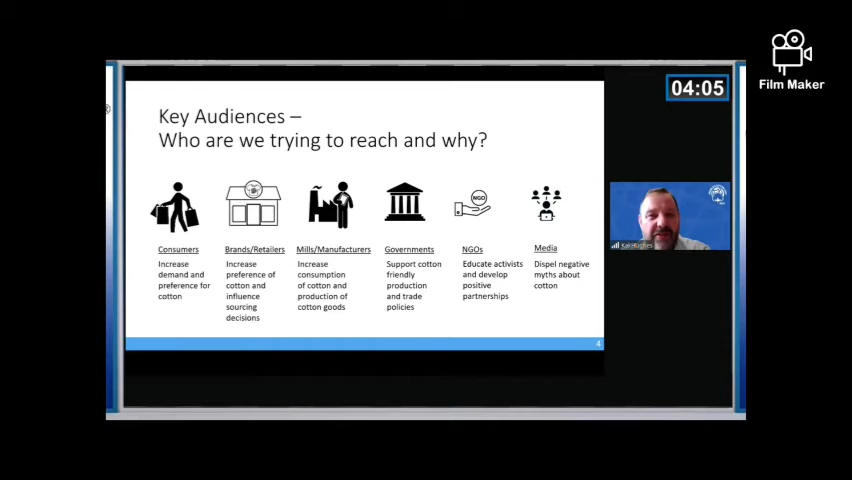 Film Maker
04:05
Key Audiences –
Who are we trying to reach and why?
NGO
Consumers
Increase
demand and
preference for
cotton
Brands/Retailers
Increase
preference of
cotton and
influence
sourcing
decisions
Mills/Manufacturers
Increase
consumption
of cotton and
production of
cotton goods
Governments
Support cotton
friendly
production
and trade
policies
NGOs
Educate activists
and develop
positive
partnerships
Media
Dispel negative
myths about
cotton
4